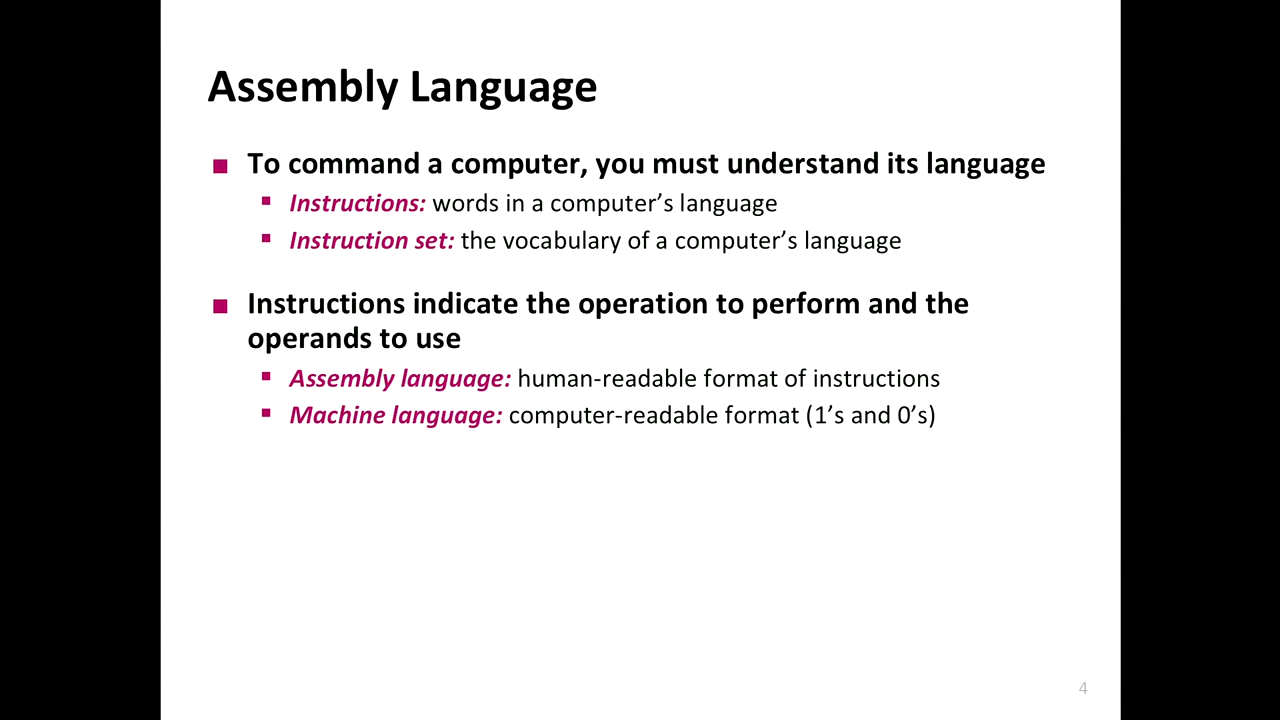 Assembly Language
To command a computer, you must understand its language
Instructions: words in a computer’s language
Instruction set: the vocabulary of a computer’s language
Instructions indicate the operation to perform and the
operands to use
Assembly language: human-readable format of instructions
Machine language: computer-readable format (1’s and 0’s)
4